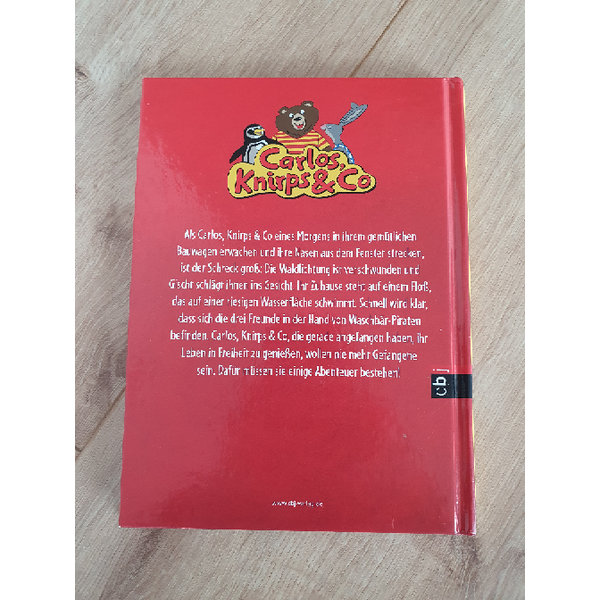 Carlos,
Knirps & Co
Als Carlos, Knirps & Co eines Morgens in ihrem gemütlichen
Bauwagen erwachen und ihre Nasen aus dem Fenster strecken,
ist der Schreck groß: Die Waldlichtung ist verschwunden und
Gischt schlägt ihnen ins Gesicht. Ihr Zuhause steht auf einem Floß,
das auf einer riesigen Wasserfläche schwimmt. Schnell wird klar,
dass sich die drei Freunde in der Hand von Waschbär-Piraten
befinden. Carlos, Knirps & Co, die gerade angefangen haben, ihr
Leben in Freiheit zu genießen, wollen nie mehr Gefangene
sein. Dafür müssen sie einige Abenteuer bestehen!
cbj